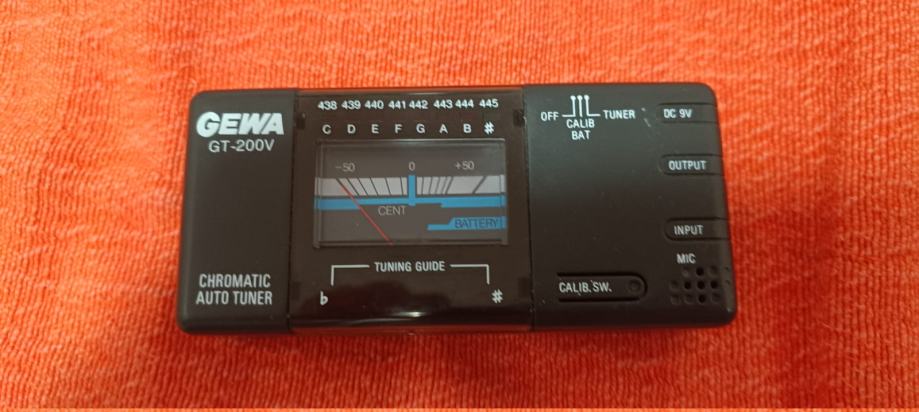 GEWA
GT-200V
CHROMATIC
AUTO TUNER
438 439 440 441 442 443 444 445
C D E F G A B #
-50 0 +50
CENT
BATTERY
TUNING GUIDE
♭ #
OFF CALIB TUNER
BAT
DC 9V
OUTPUT
INPUT
MIC
CALIB. SW.